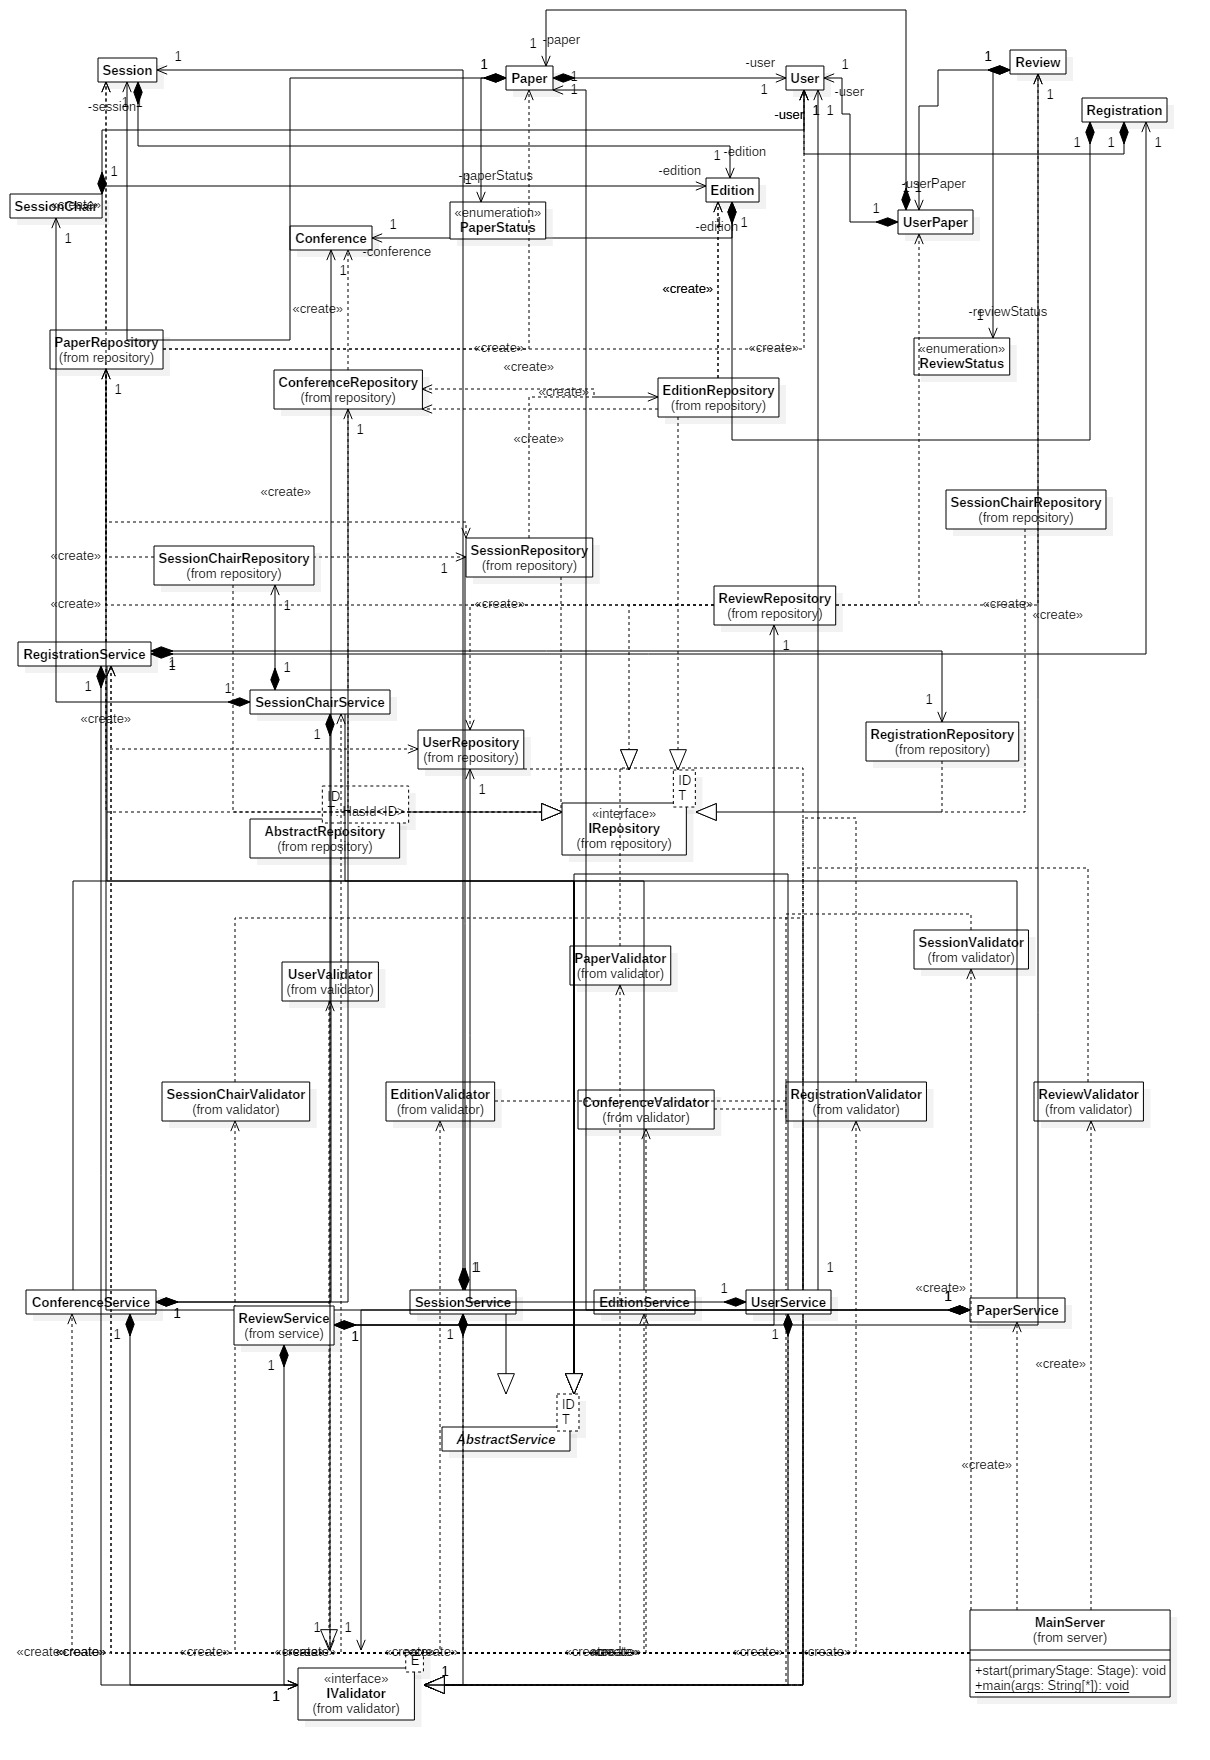 -paper
1
1
Session
1
Paper
1
1
-user
1
User
1
-user
1
Review
1
Registration
1
1
1
-session
1
1
-user
1
1
1
-edition
1
SessionChair
«create»
-paperStatus
1
-edition
Edition
1
-edition
-userPaper
1
UserPaper
«enumeration»
PaperStatus
Conference
1
-conference
1
1
«create»
«create»
-reviewStatus
1
PaperRepository
(from repository)
«create»
«create»
«enumeration»
ReviewStatus
«create»
ConferenceRepository
(from repository)
«create»
EditionRepository
(from repository)
1
1
«create»
«create»
SessionChairRepository
(from repository)
«create»
SessionChairRepository
(from repository)
1
SessionRepository
(from repository)
«create»
1
«create»
ReviewRepository
(from repository)
«create»
«create»
1
RegistrationService
1
1
1
1
SessionChairService
1
1
«create»
1
UserRepository
(from repository)
1
RegistrationRepository
(from repository)
ID
T: HasId<ID>
AbstractRepository
(from repository)
ID
T
«interface»
IRepository
(from repository)
UserValidator
(from validator)
PaperValidator
(from validator)
SessionValidator
(from validator)
SessionChairValidator
(from validator)
EditionValidator
(from validator)
ConferenceValidator
(from validator)
RegistrationValidator
(from validator)
ReviewValidator
(from validator)
1
1
1
«create»
ConferenceService
1
1
ReviewService
(from service)
1
1
SessionService
1
EditionService
1
UserService
1
1
PaperService
«create»
ID
T
AbstractService
«create»
MainServer
(from server)
+start(primaryStage: Stage): void
+main(args: String[*]): void
1
1
«create»
«create»
«create»
«create»
«create»
«create»
«create»
«create»
«create»
E
1
1
«interface»
IValidator
(from validator)